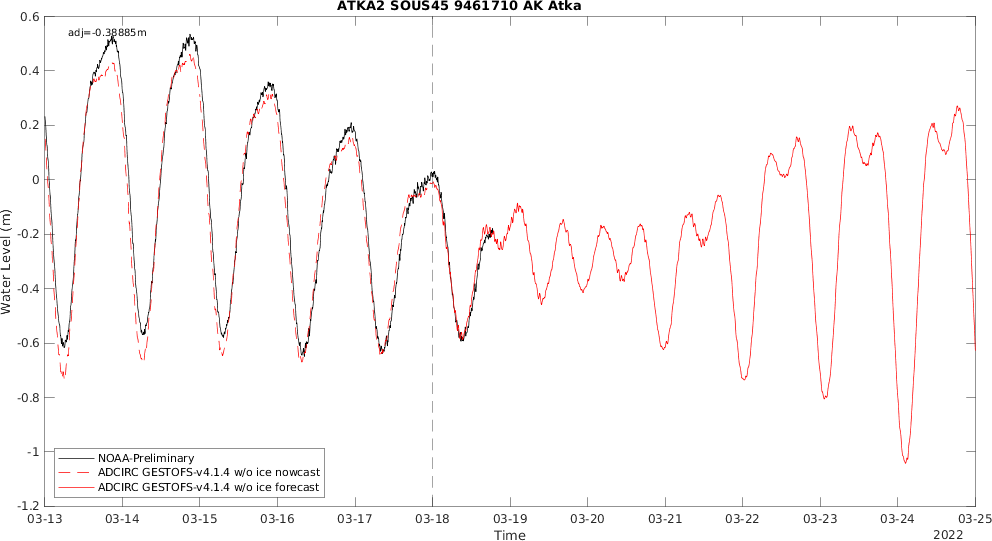 ATKA2 SOUS45 9461710 AK Atka
adj=-0.38885m
0.6
0.4
0.2
0
-0.2
-0.4
-0.6
-0.8
-1
-1.2
Water Level (m)
NOAA-Preliminary
ADCIRC GESTOFS-v4.1.4 w/o ice nowcast
ADCIRC GESTOFS-v4.1.4 w/o ice forecast
03-13 03-14 03-15 03-16 03-17 03-18 03-19 03-20 03-21 03-22 03-23 03-24 03-25
Time
2022